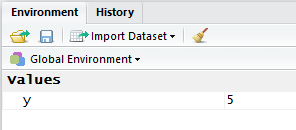 Environment History
Import Dataset
Global Environment
Values
y 5